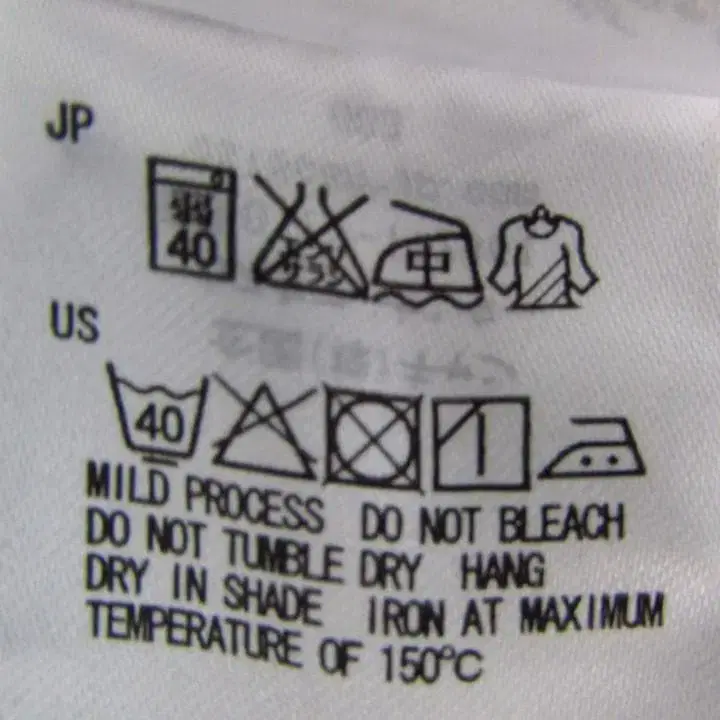 JP
40
中
US
40
MILD PROCESS DO NOT BLEACH
DO NOT TUMBLE DRY HANG
DRY IN SHADE IRON AT MAXIMUM
TEMPERATURE OF 150°C